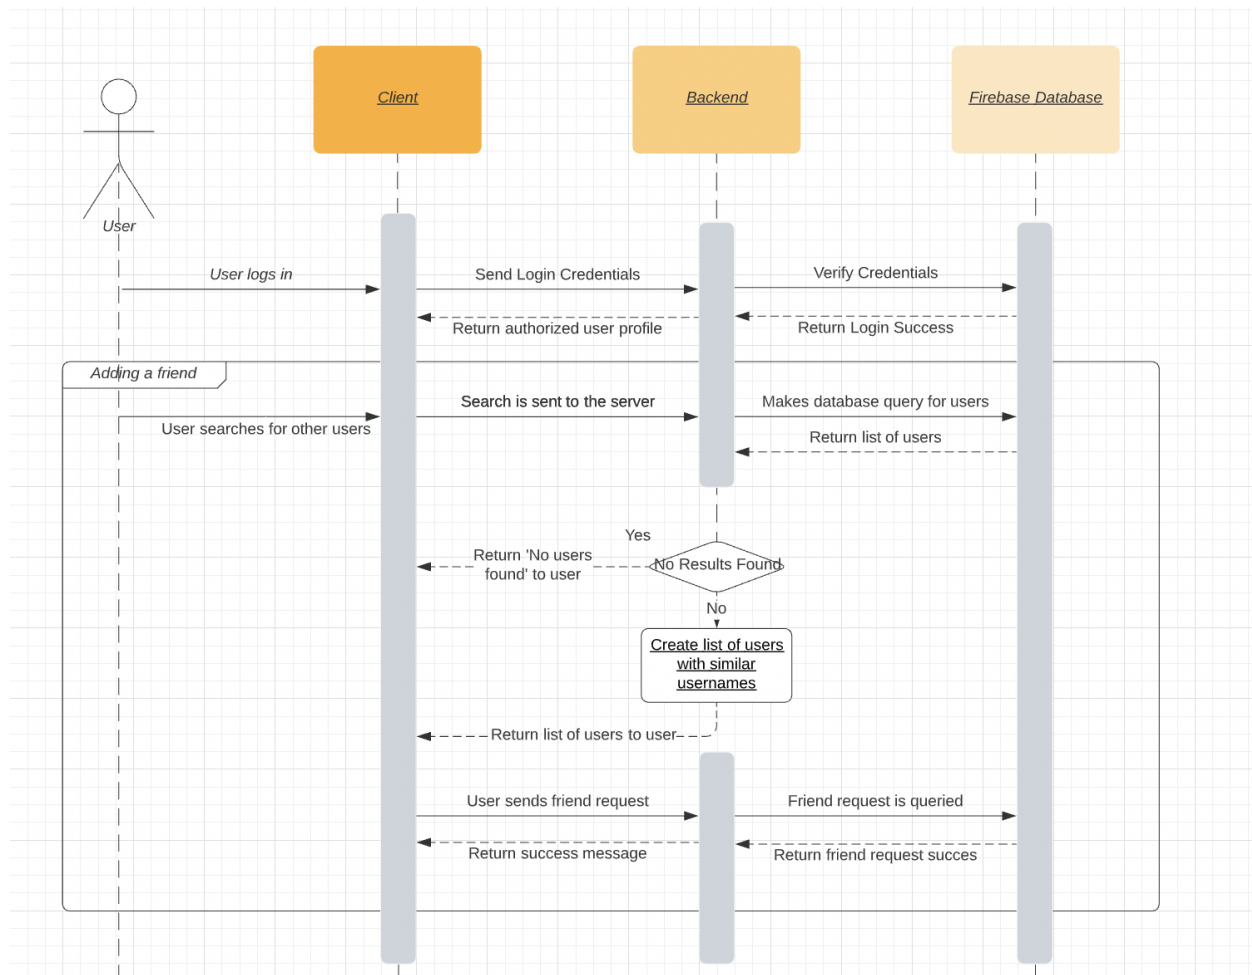 Client
Backend
Firebase Database
User
User logs in
Send Login Credentials
Verify Credentials
Return authorized user profile
Return Login Success
Adding a friend
User searches for other users
Search is sent to the server
Makes database query for users
Return list of users
Yes
Return 'No users
found' to user
No Results Found
No
Create list of users
with similar
usernames
Return list of users to user
User sends friend request
Friend request is queried
Return success message
Return friend request succes